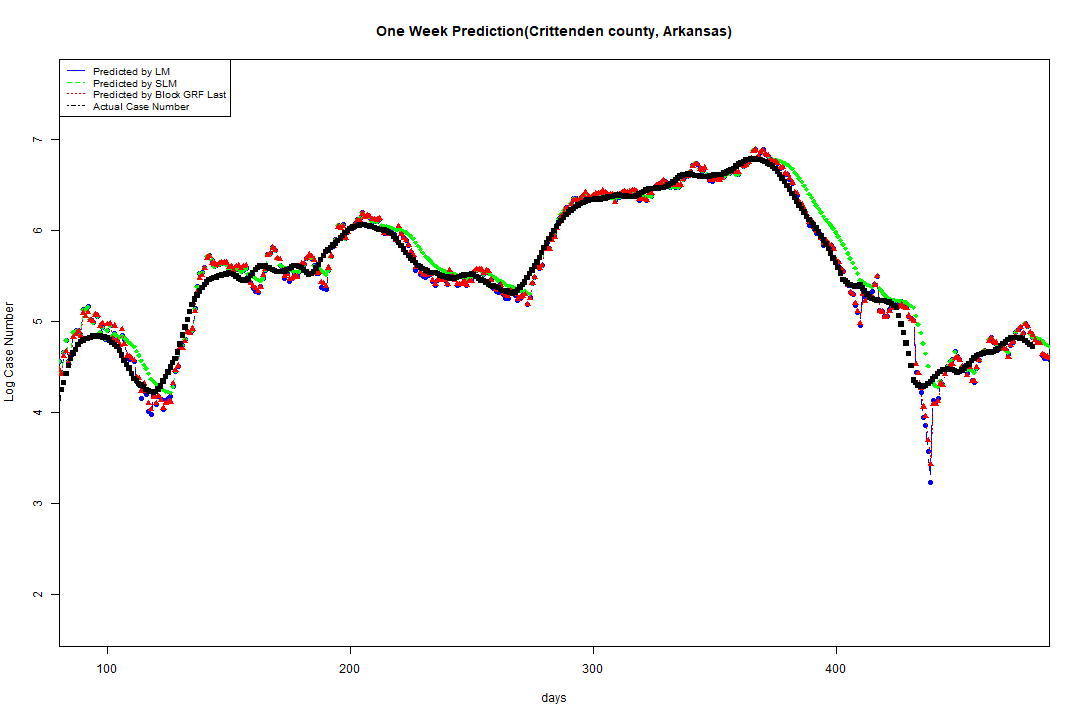 One Week Prediction(Crittenden county, Arkansas)
Predicted by LM
Predicted by SLM
Predicted by Block GRF Last
Actual Case Number
Log Case Number
7
6
5
4
3
2
100 200 300 400
days